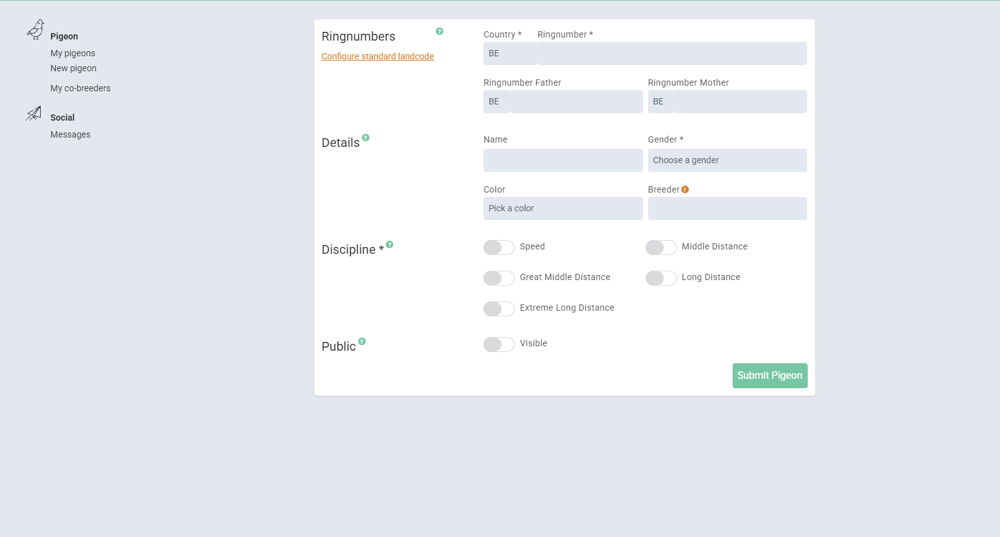 Pigeon
My pigeons
New pigeon
My co-breeders
Social
Messages
Ringnumbers ?
Configure standard landcode
Country * Ringnumber *
BE
Ringnumber Father Ringnumber Mother
BE BE
Details ?
Name Gender *
Choose a gender
Color Breeder !
Pick a color
Discipline * ?
Speed Middle Distance
Great Middle Distance Long Distance
Extreme Long Distance
Public ?
Visible
Submit Pigeon